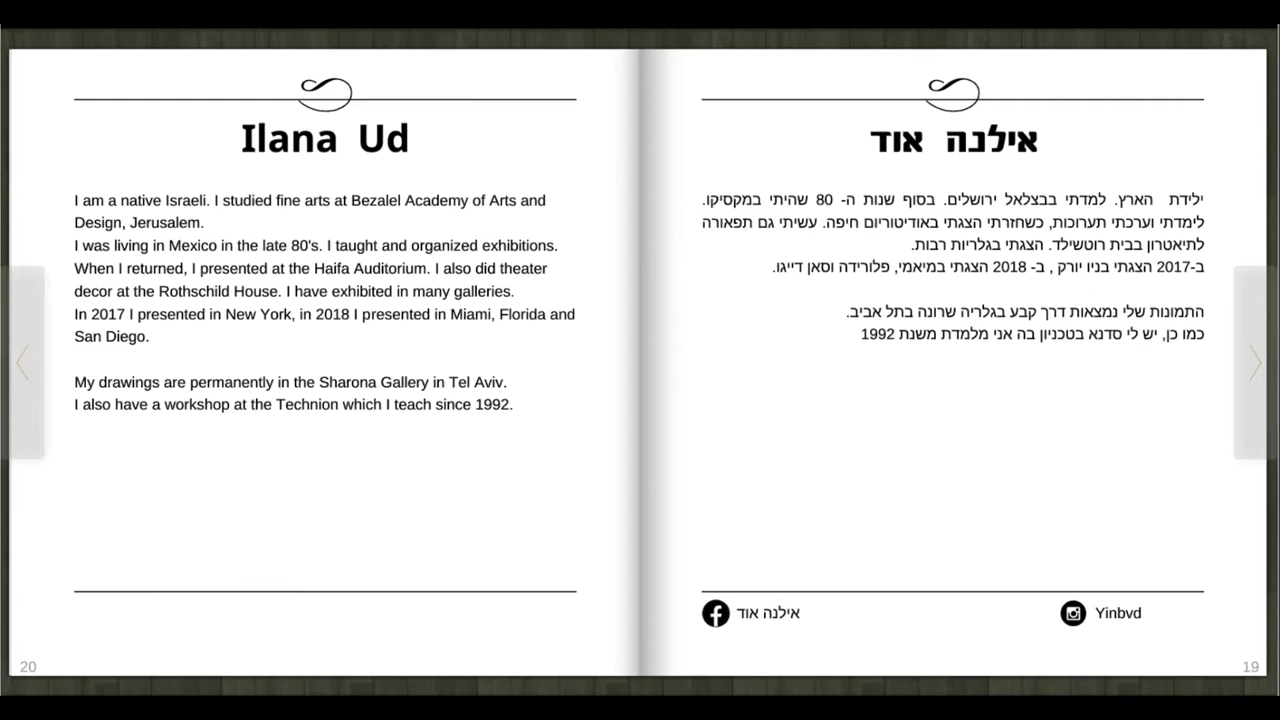 Ilana Ud
I am a native Israeli. I studied fine arts at Bezalel Academy of Arts and
Design, Jerusalem.
I was living in Mexico in the late 80's. I taught and organized exhibitions.
When I returned, I presented at the Haifa Auditorium. I also did theater
decor at the Rothschild House. I have exhibited in many galleries.
In 2017 I presented in New York, in 2018 I presented in Miami, Florida and
San Diego.
My drawings are permanently in the Sharona Gallery in Tel Aviv.
I also have a workshop at the Technion which I teach since 1992.
20
אילנה אוד
ילידת הארץ. למדתי בבצלאל ירושלים. בסוף שנות ה- 80 שהיתי במקסיקו.
לימדתי וערכתי תערוכות, כשחזרתי הצגתי באודיטוריום חיפה. עשיתי גם תפאורה
לתיאטרון בבית רוטשילד. הצגתי בגלריות רבות.
ב-2017 הצגתי בניו יורק , ב- 2018 הצגתי במיאמי, פלורידה וסאן דייגו.
התמונות שלי נמצאות דרך קבע בגלריה שרונה בתל אביב.
כמו כן, יש לי סדנא בטכניון בה אני מלמדת משנת 1992
אילנה אוד
Yinbvd
19